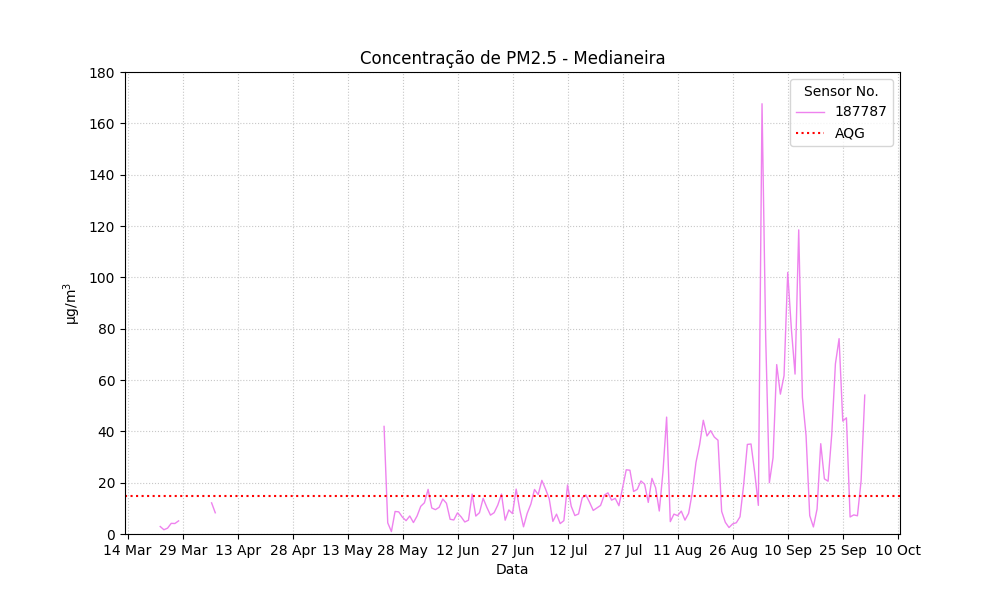 Concentração de PM2.5 - Medianeira
Sensor No.
187787
AQG
180
160
140
120
100
80
60
40
20
0
µg/m³
14 Mar 29 Mar 13 Apr 28 Apr 13 May 28 May 12 Jun 27 Jun 12 Jul 27 Jul 11 Aug 26 Aug 10 Sep 25 Sep 10 Oct
Data